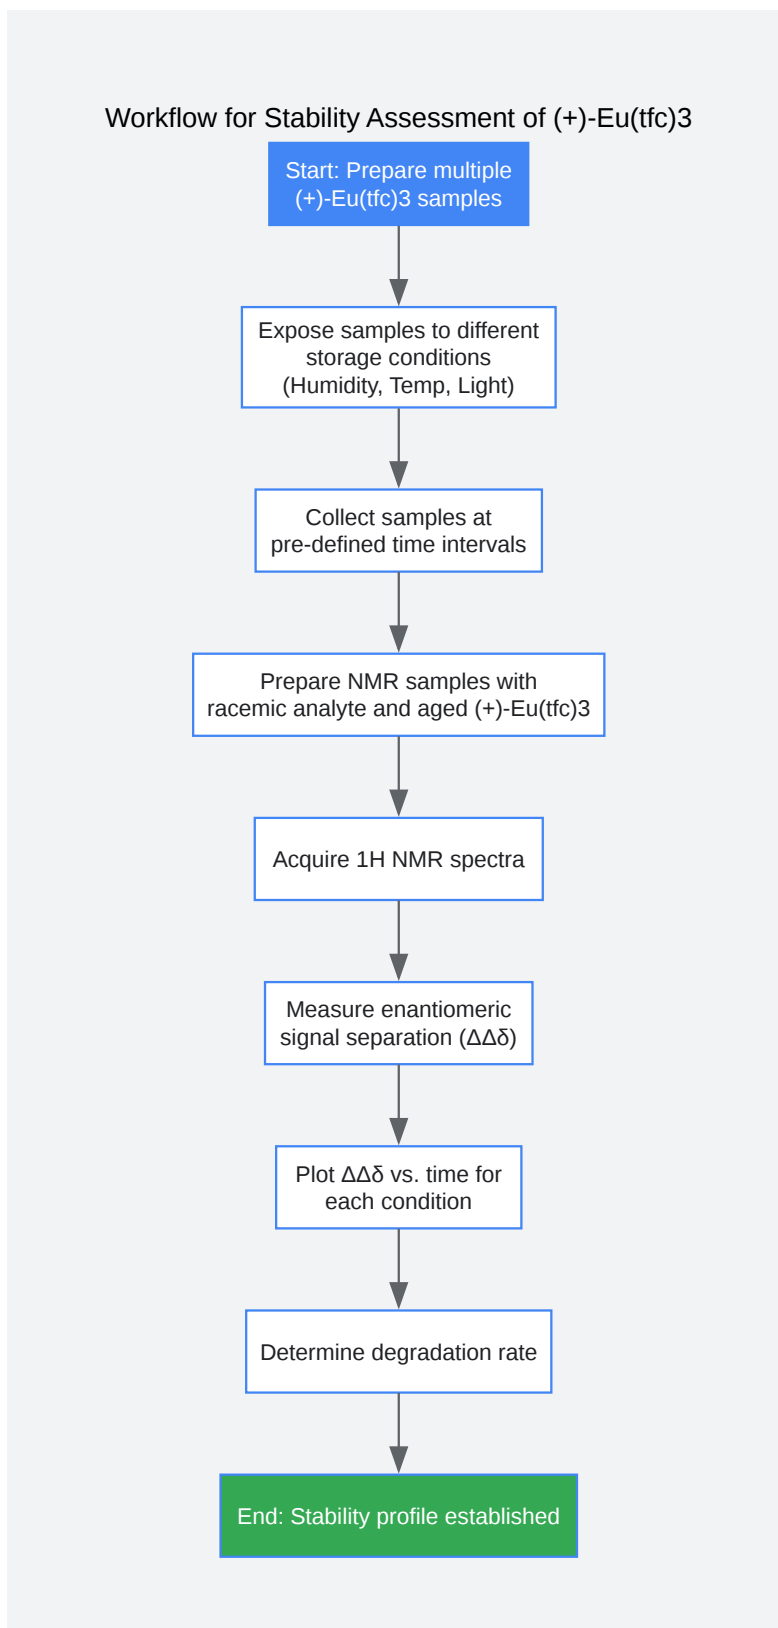 Workflow for Stability Assessment of (+)-Eu(tfc)3
Start: Prepare multiple
(+)-Eu(tfc)3 samples
Expose samples to different
storage conditions
(Humidity, Temp, Light)
Collect samples at
pre-defined time intervals
Prepare NMR samples with
racemic analyte and aged (+)-Eu(tfc)3
Acquire 1H NMR spectra
Measure enantiomeric
signal separation (ΔΔδ)
Plot ΔΔδ vs. time for
each condition
Determine degradation rate
End: Stability profile established